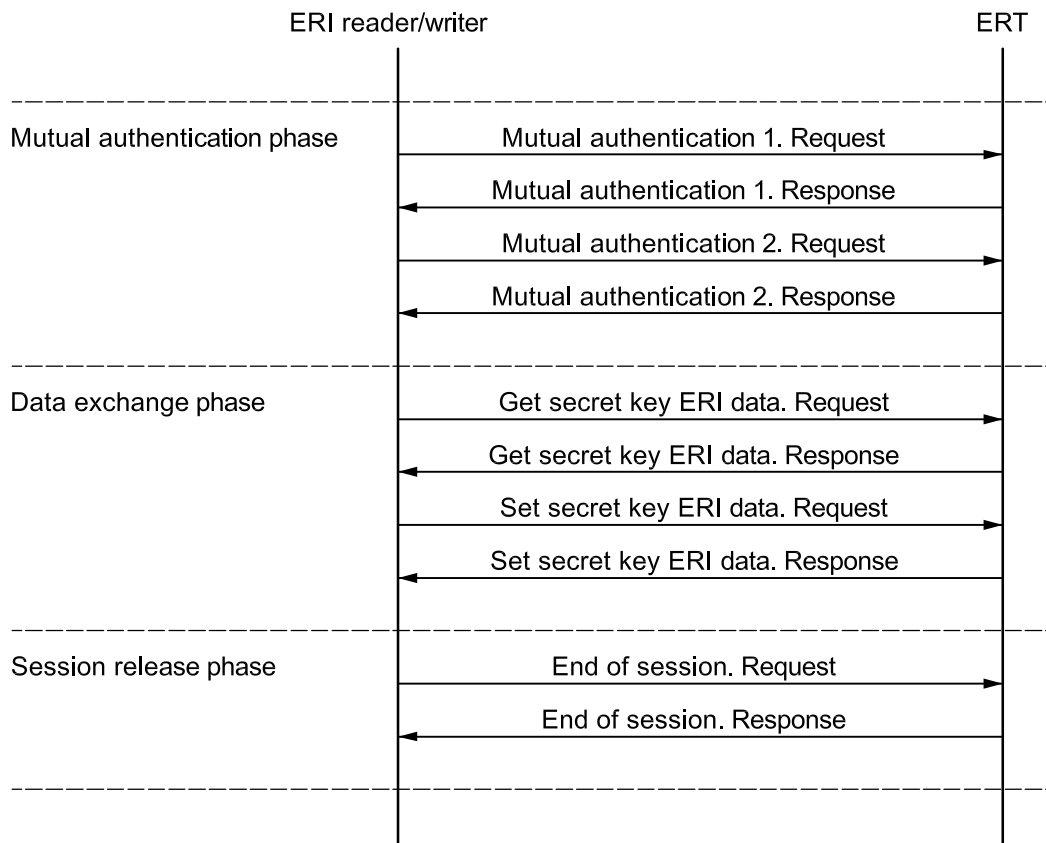 ERI reader/writer
ERT
Mutual authentication phase
Mutual authentication 1. Request
Mutual authentication 1. Response
Mutual authentication 2. Request
Mutual authentication 2. Response
Data exchange phase
Get secret key ERI data. Request
Get secret key ERI data. Response
Set secret key ERI data. Request
Set secret key ERI data. Response
Session release phase
End of session. Request
End of session. Response